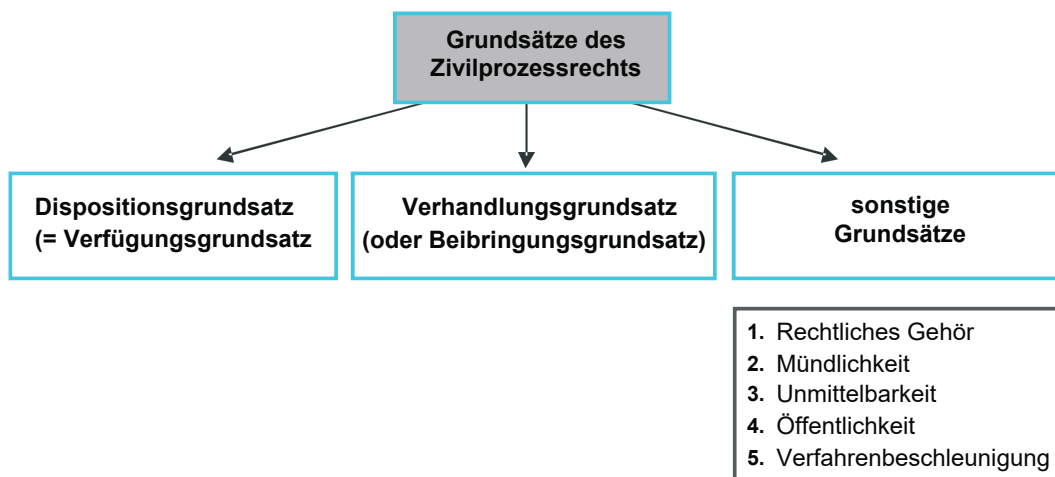 Grundsätze des
Zivilprozessrechts
Dispositionsgrundsatz
(= Verfügungsgrundsatz
Verhandlungsgrundsatz
(oder Beibringungsgrundsatz)
sonstige
Grundsätze
1. Rechtliches Gehör
2. Mündlichkeit
3. Unmittelbarkeit
4. Öffentlichkeit
5. Verfahrenbeschleunigung